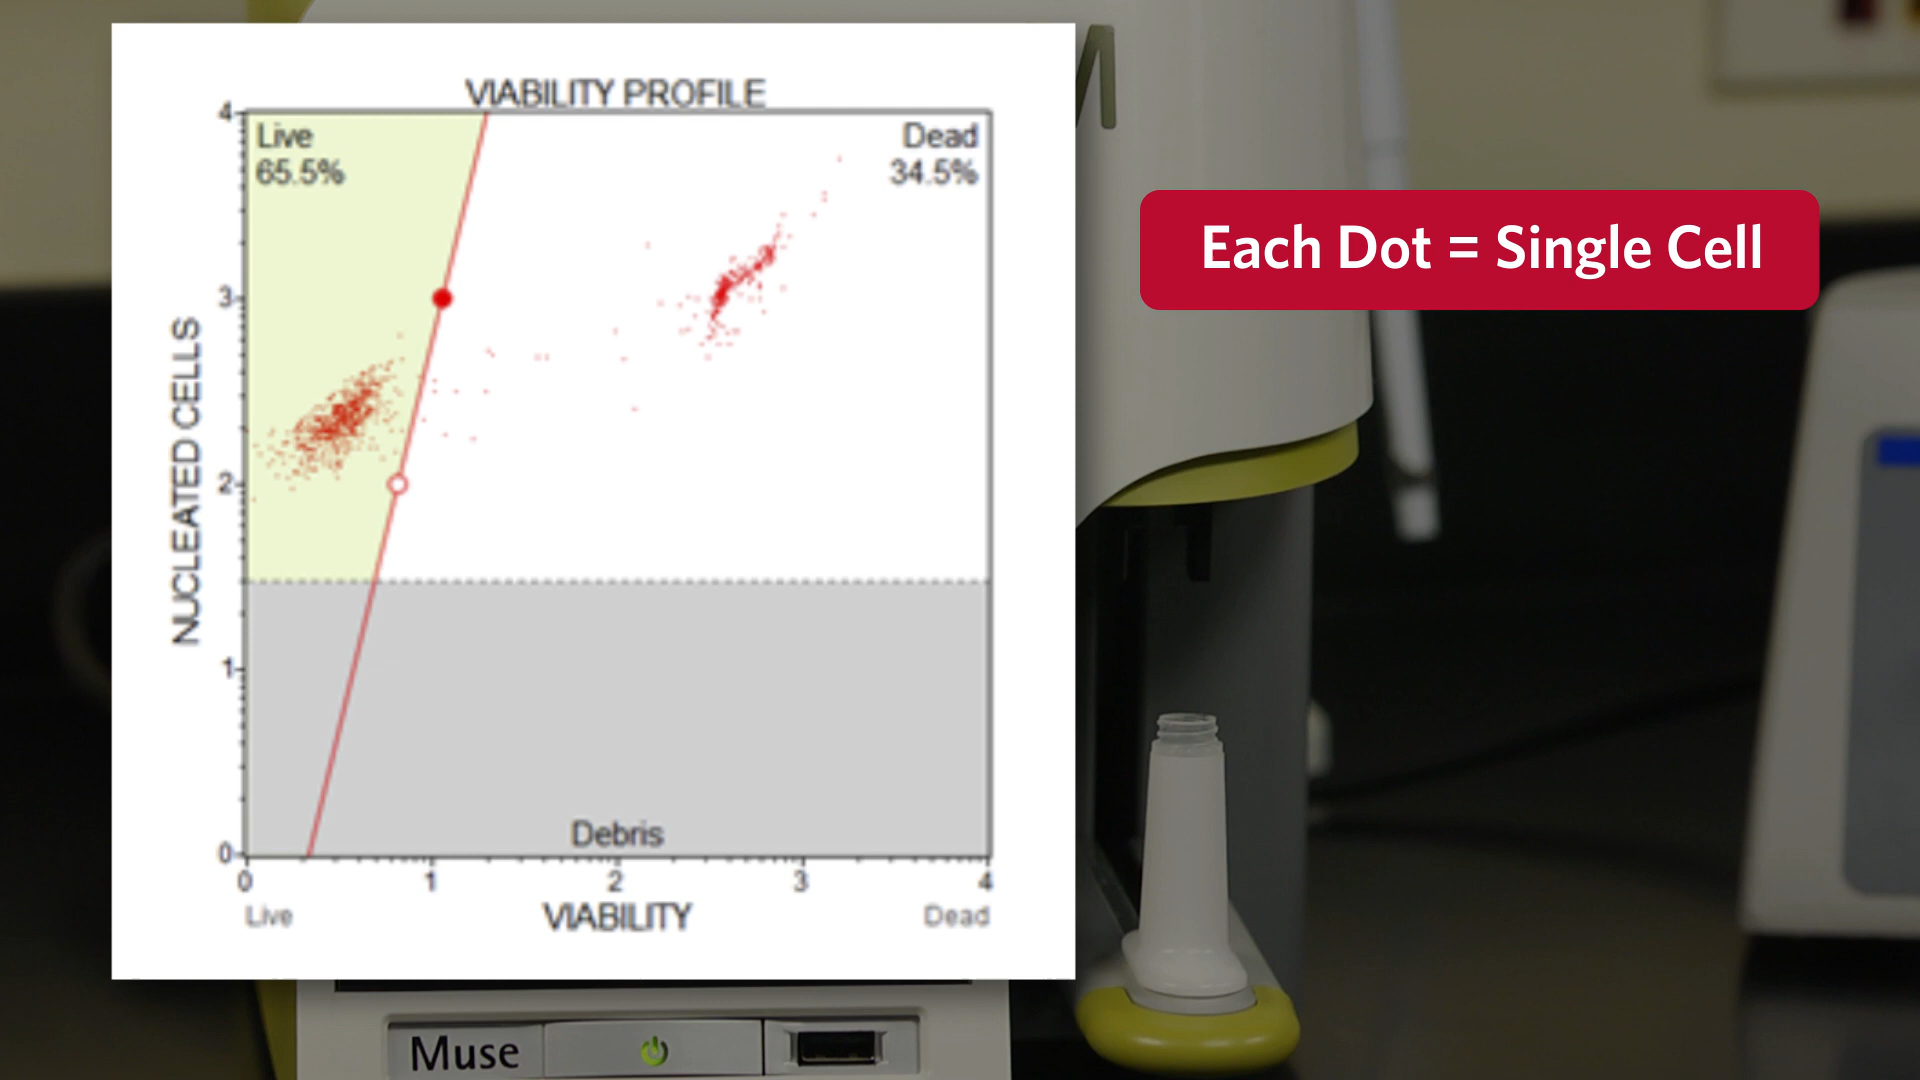 VIABILITY PROFILE
4
Live
65.5%
Dead
34.5%
3
2
1
0
NUCLEATED CELLS
Debris
0 1 2 3 4
Live VIABILITY Dead
Each Dot = Single Cell
M
Muse